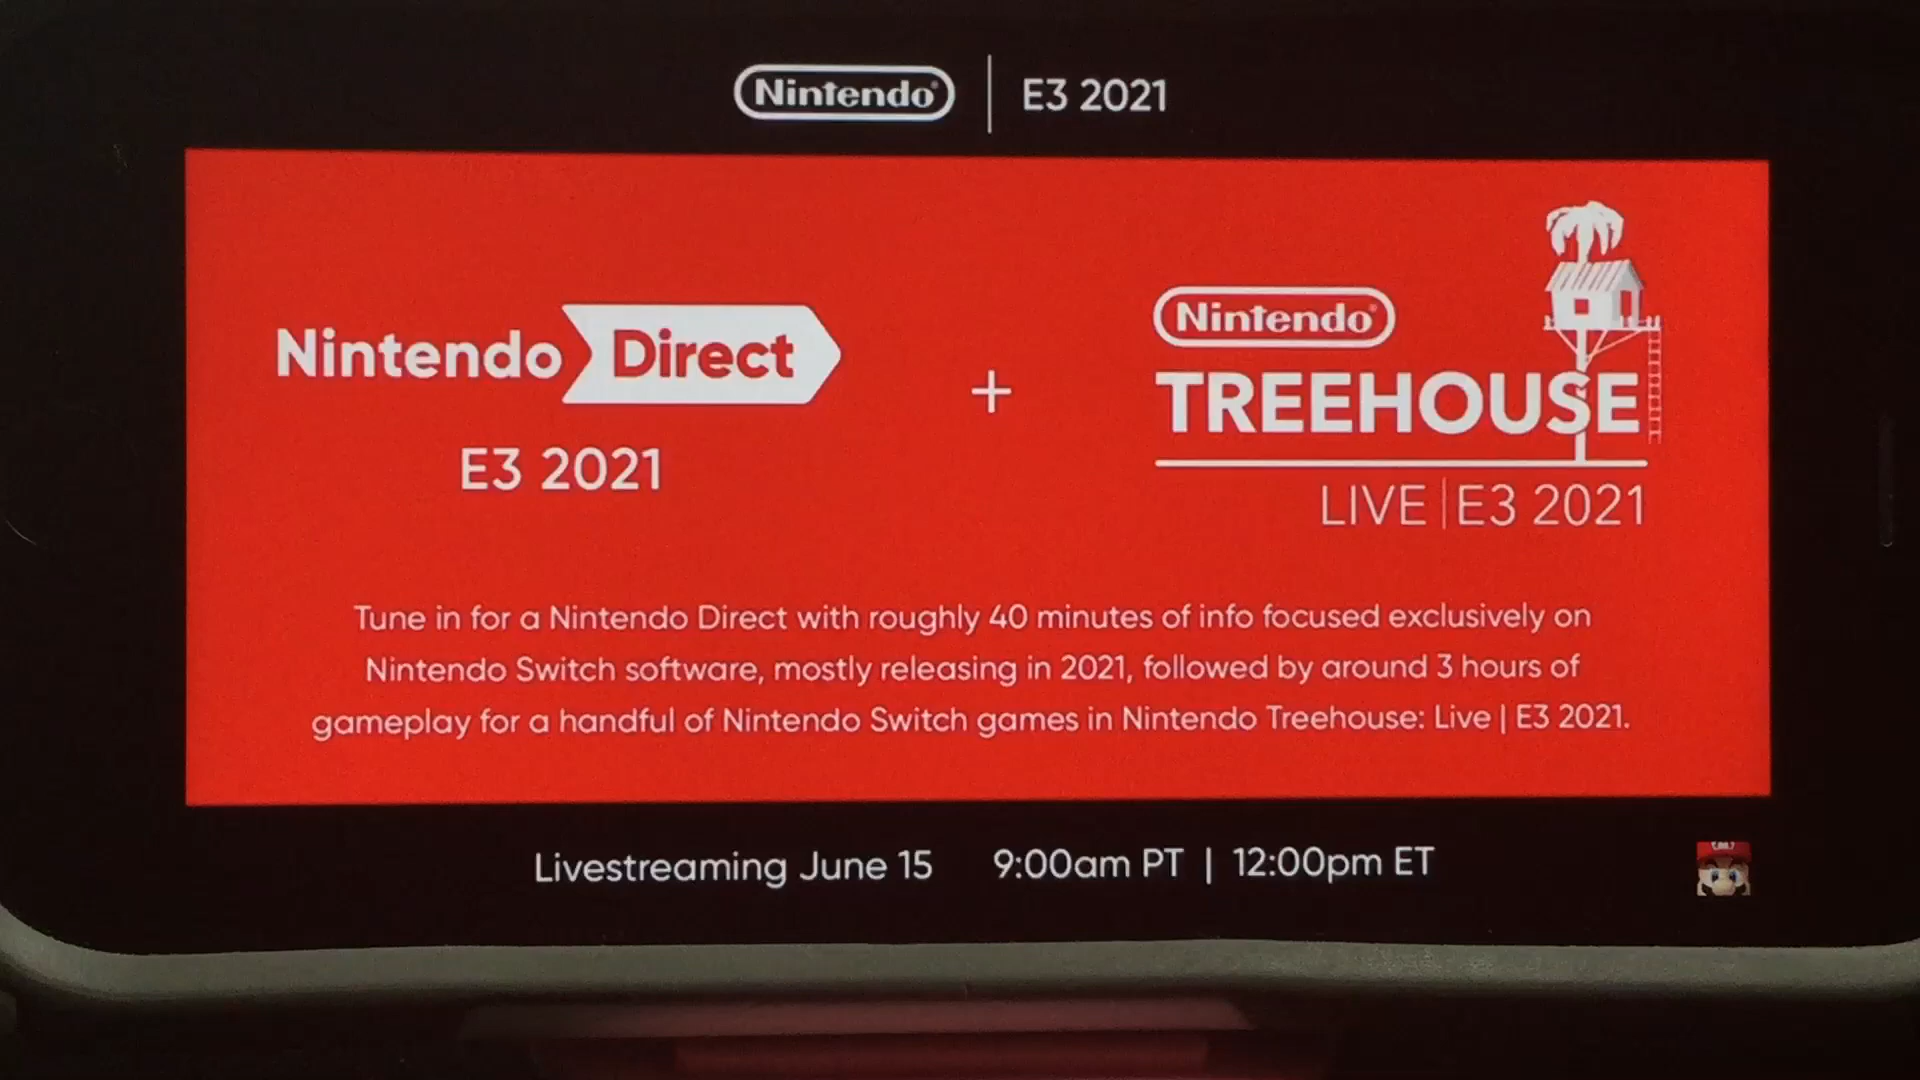 Nintendo | E3 2021
Nintendo Direct
E3 2021
+
Nintendo
TREEHOUSE
LIVE | E3 2021
Tune in for a Nintendo Direct with roughly 40 minutes of info focused exclusively on
Nintendo Switch software, mostly releasing in 2021, followed by around 3 hours of
gameplay for a handful of Nintendo Switch games in Nintendo Treehouse: Live | E3 2021.
Livestreaming June 15 9:00am PT | 12:00pm ET